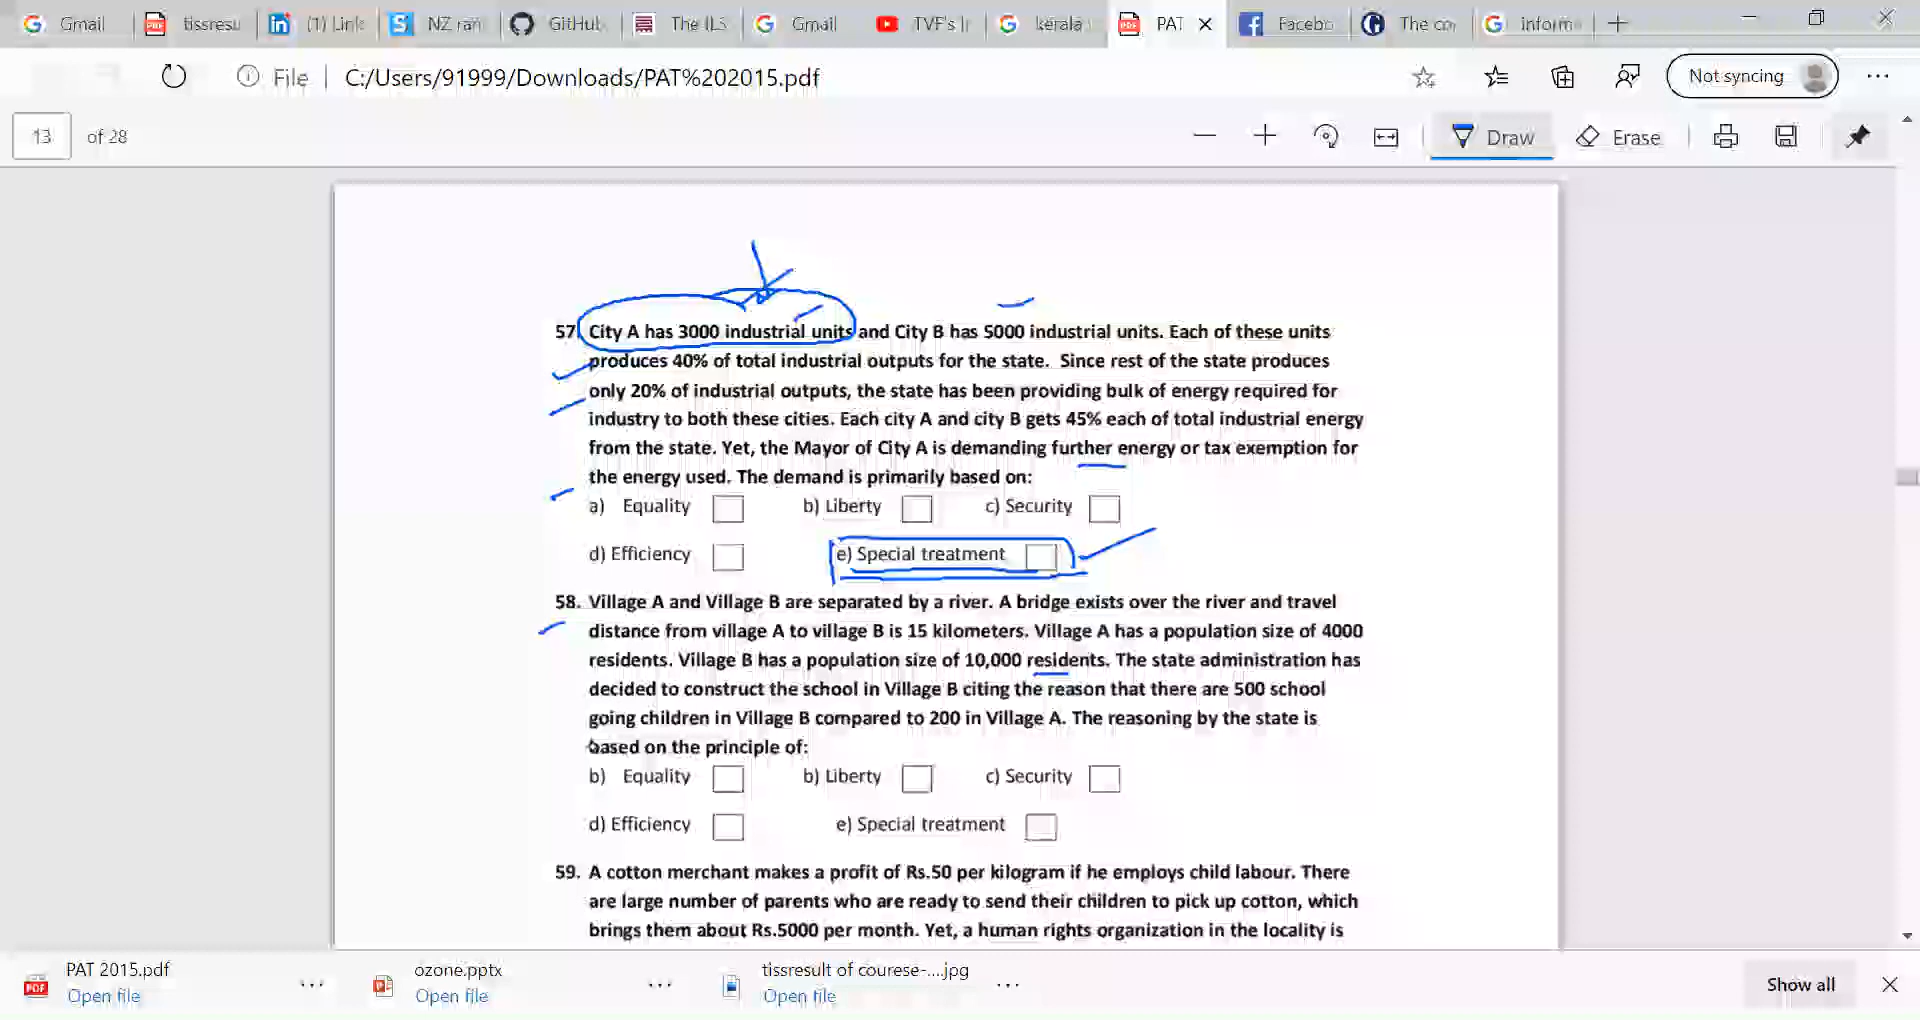 Gmail
tissresu
(1) Link
NZ ran
GitHub
The ILS
Gmail
TVF's I
kerala
PAT
Facebo
The co
inform
File
C:/Users/91999/Downloads/PAT%202015.pdf
Not syncing
13
of 28
Draw
Erase
57. City A has 3000 industrial units and City B has 5000 industrial units. Each of these units
produces 40% of total industrial outputs for the state. Since rest of the state produces
only 20% of industrial outputs, the state has been providing bulk of energy required for
industry to both these cities. Each city A and city B gets 45% each of total industrial energy
from the state. Yet, the Mayor of City A is demanding further energy or tax exemption for
the energy used. The demand is primarily based on:
a) Equality b) Liberty c) Security
d) Efficiency e) Special treatment
58. Village A and Village B are separated by a river. A bridge exists over the river and travel
distance from village A to village B is 15 kilometers. Village A has a population size of 4000
residents. Village B has a population size of 10,000 residents. The state administration has
decided to construct the school in Village B citing the reason that there are 500 school
going children in Village B compared to 200 in Village A. The reasoning by the state is
based on the principle of:
b) Equality b) Liberty c) Security
d) Efficiency e) Special treatment
59. A cotton merchant makes a profit of Rs.50 per kilogram if he employs child labour. There
are large number of parents who are ready to send their children to pick up cotton, which
brings them about Rs.5000 per month. Yet, a human rights organization in the locality is
PAT 2015.pdf
Open file
ozone.pptx
Open file
tissresult of courese-....jpg
Open file
Show all